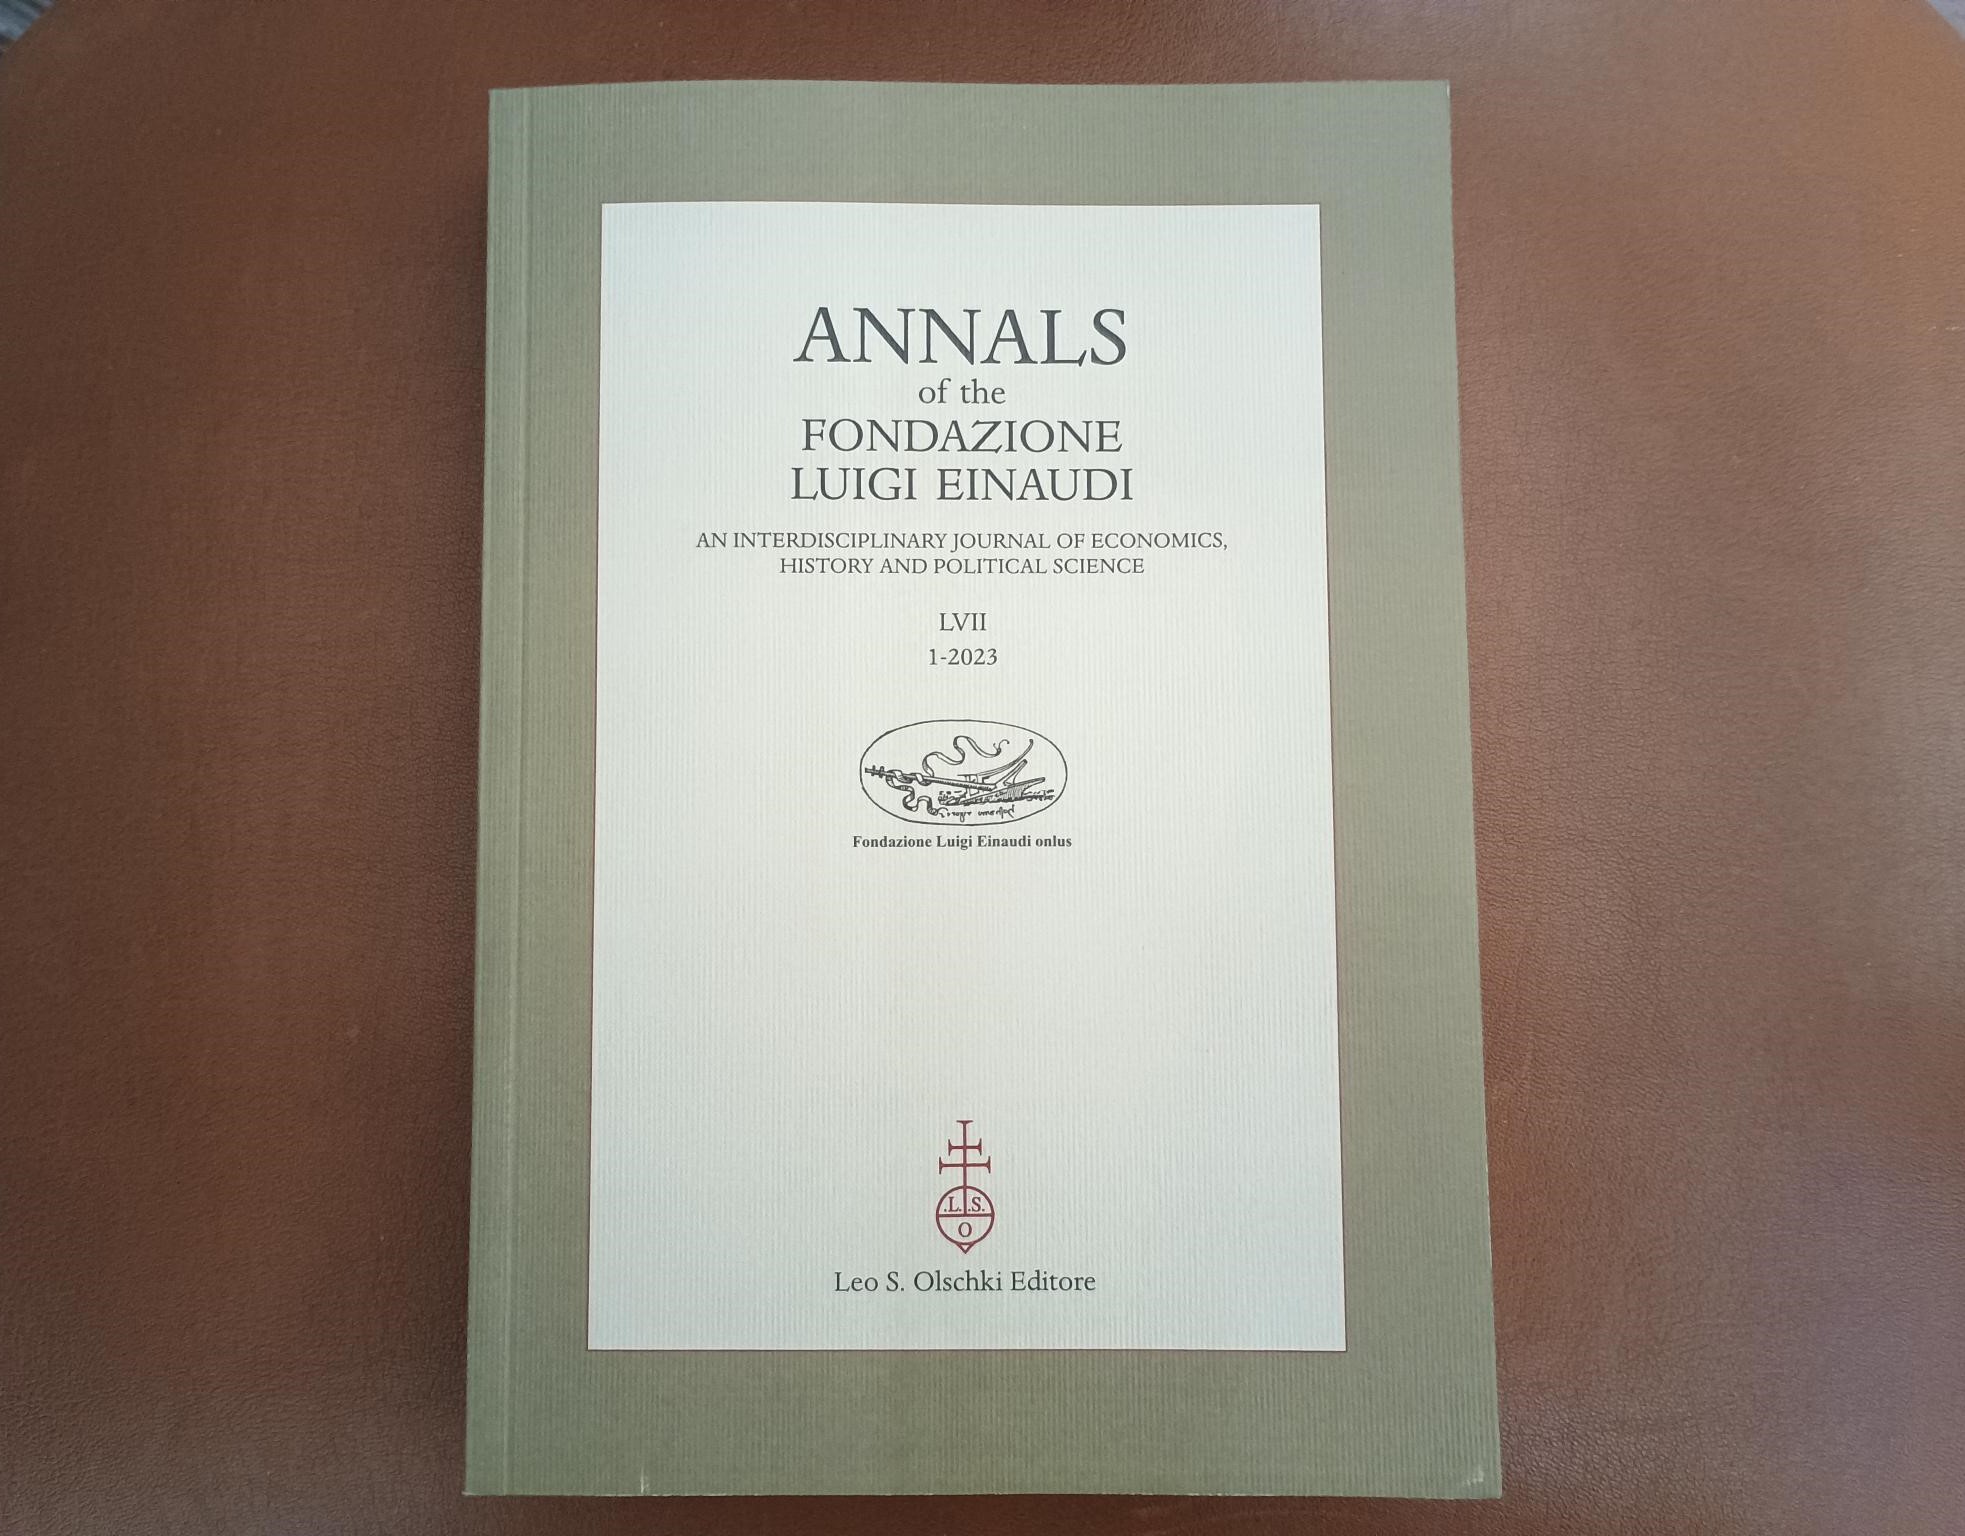 ANNALS
of the
FONDAZIONE
LUIGI EINAUDI
AN INTERDISCIPLINARY JOURNAL OF ECONOMICS,
HISTORY AND POLITICAL SCIENCE
LVII
1-2023
Fondazione Luigi Einaudi onlus
.L. .S.
O
Leo S. Olschki Editore